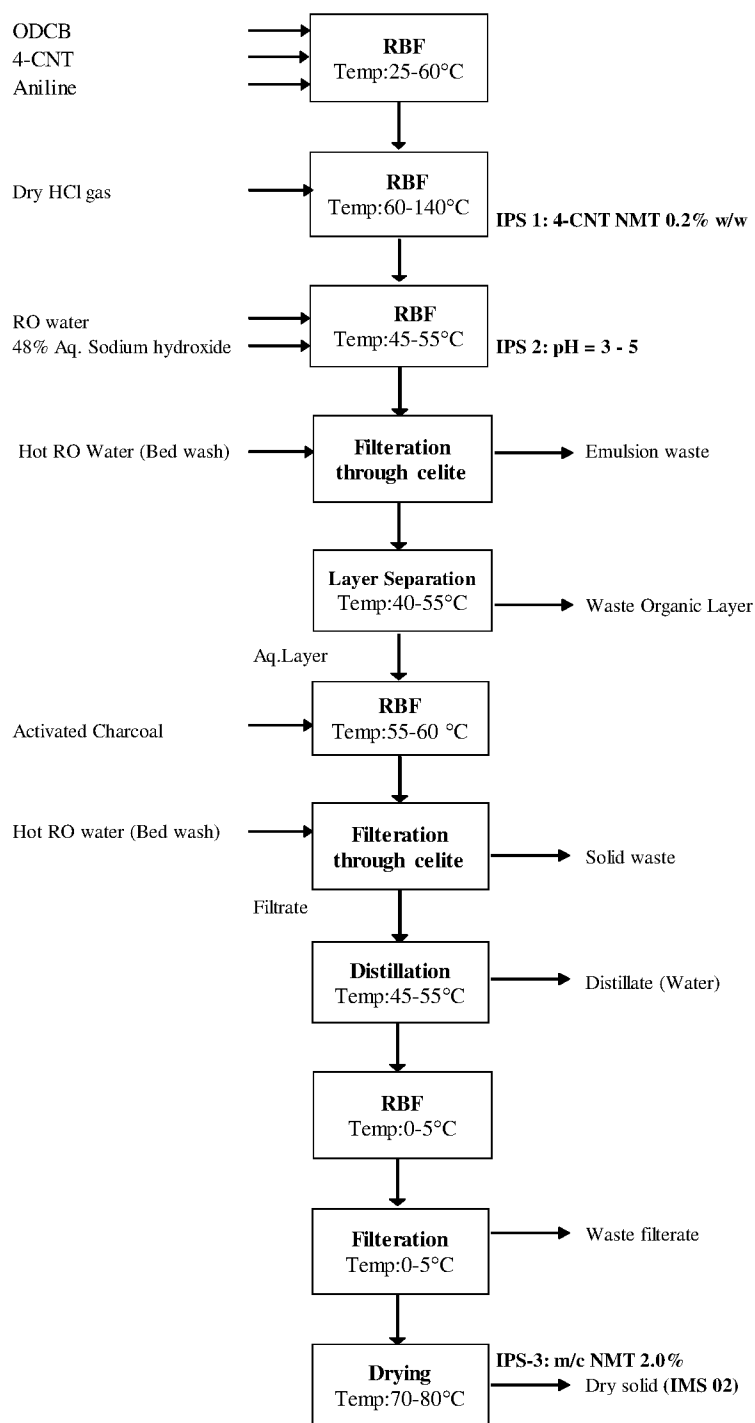 ODCB
4-CNT
Aniline
RBF
Temp:25-60°C
Dry HCl gas
RBF
Temp:60-140°C
IPS 1: 4-CNT NMT 0.2% w/w
RO water
48% Aq. Sodium hydroxide
RBF
Temp:45-55°C
IPS 2: pH = 3 - 5
Hot RO Water (Bed wash)
Filteration
through celite
Emulsion waste
Layer Separation
Temp:40-55°C
Waste Organic Layer
Aq.Layer
RBF
Temp:55-60 °C
Activated Charcoal
Hot RO water (Bed wash)
Filteration
through celite
Solid waste
Filtrate
Distillation
Temp:45-55°C
Distillate (Water)
RBF
Temp:0-5°C
Filteration
Temp:0-5°C
Waste filterate
Drying
Temp:70-80°C
IPS-3: m/c NMT 2.0%
Dry solid (IMS 02)